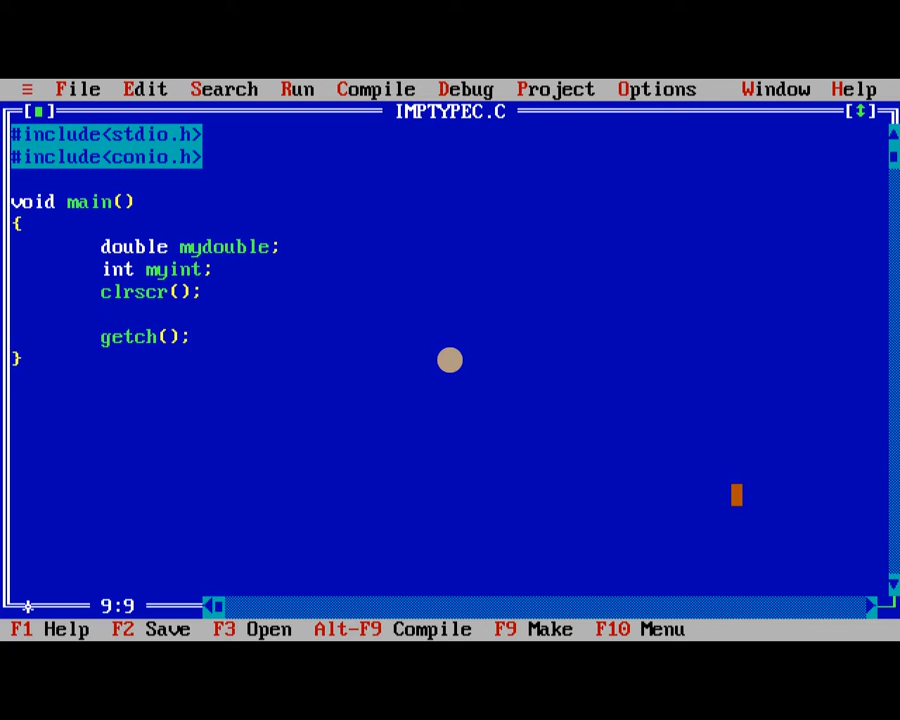 ≡ File Edit Search Run Compile Debug Project Options Window Help
[■] IMPTYPEC.C [↕]
#include<stdio.h>
#include<conio.h>
void main()
{
double mydouble;
int myint;
clrscr();
getch();
}
9:9
F1 Help F2 Save F3 Open Alt-F9 Compile F9 Make F10 Menu